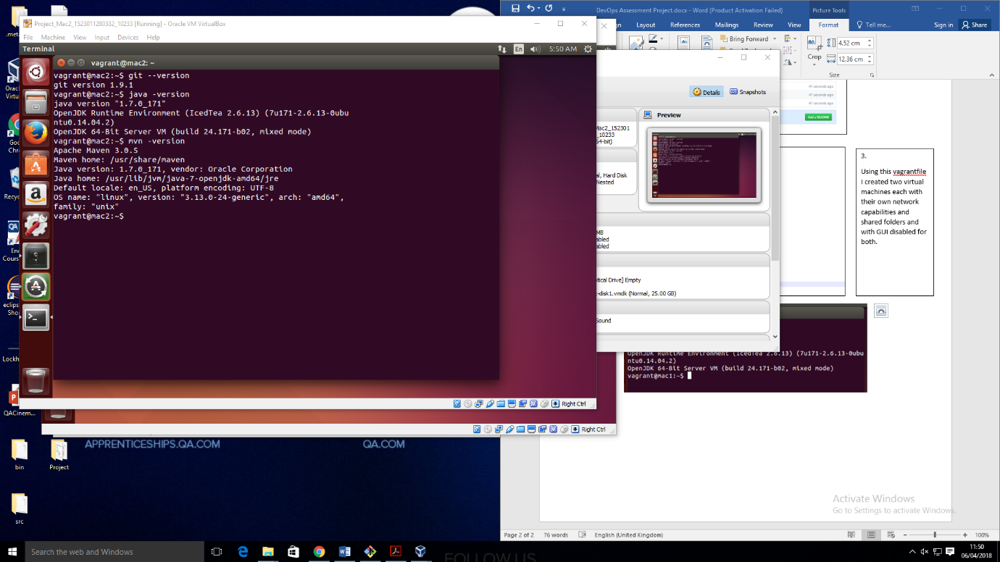 .me
Project_Mac2_1523011280332_10233 [Running] - Oracle VM VirtualBox
File Machine View Input Devices Help
Terminal
En
5:50 AM
vagrant@mac2: ~
vagrant@mac2:~$ git --version
git version 1.9.1
vagrant@mac2:~$ java -version
java version "1.7.0_171"
OpenJDK Runtime Environment (IcedTea 2.6.13) (7u171-2.6.13-0ubu
ntu0.14.04.2)
OpenJDK 64-Bit Server VM (build 24.171-b02, mixed mode)
vagrant@mac2:~$ mvn -version
Apache Maven 3.0.5
Maven home: /usr/share/maven
Java version: 1.7.0_171, vendor: Oracle Corporation
Java home: /usr/lib/jvm/java-7-openjdk-amd64/jre
Default locale: en_US, platform encoding: UTF-8
OS name: "linux", version: "3.13.0-24-generic", arch: "amd64",
family: "unix"
vagrant@mac2:~$
Right Ctrl
Right Ctrl
Orac
Virtu
Goo
Chro
Recyc
QA
Enc
Cours
eclips
Sho
Lockh
QACinem...
bin
Project
src
APPRENTICESHIPS.QA.COM
QA.COM
FOLLOW US
Details
Snapshots
Mac2_152301
_10233
64-bit)
al, Hard Disk
Nested
Preview
MB
abled
abled
tical Drive] Empty
-disk1.vmdk (Normal, 25.00 GB)
Sound
DevOps Assessment Project.docx - Word (Product Activation Failed)
Picture Tools
gn Layout References Mailings Review View Format Tell me... Sign in Share
Bring Forward
Crop
4.52 cm
12.36 cm
Size
41 seconds ago
41 seconds ago
41 seconds ago
Add a README
3.
Using this vagrantfile
I created two virtual
machines each with
their own network
capabilities and
shared folders and
with GUI disabled for
both.
OpenJDK Runtime Environment (IcedTea 2.6.13) (7u171-2.6.13-0ubu
ntu0.14.04.2)
OpenJDK 64-Bit Server VM (build 24.171-b02, mixed mode)
vagrant@mac1:~$
Activate Windows
Go to Settings to activate Windows.
Page 2 of 2 76 words English (United Kingdom)
100%
Search the web and Windows
11:50
06/04/2018